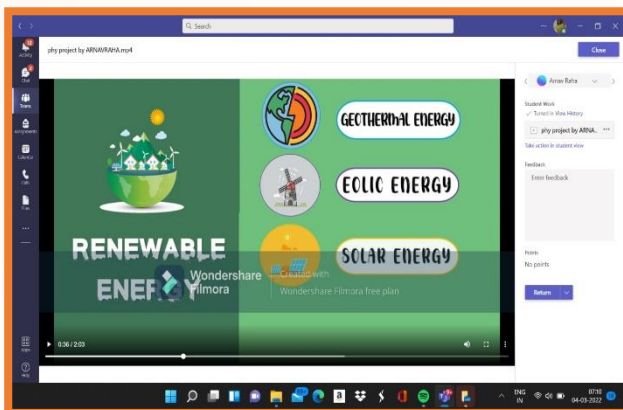 Search
phy project by ARNAVRAHA.mp4
Close
Activity
Chat
Teams
Assignments
Calendar
Calls
Files
Apps
Help
GEOTHERMAL ENERGY
EOLIC ENERGY
SOLAR ENERGY
RENEWABLE
ENERGY
Wondershare
Filmora
Created with
Wondershare Filmora free plan
0:36 / 2:03
Arnav Raha
Student Work
Turned in View History
phy project by ARNA...
Take action in student view
Feedback
Enter feedback
Points
No points
Return
ENG
IN
07:10
04-03-2022